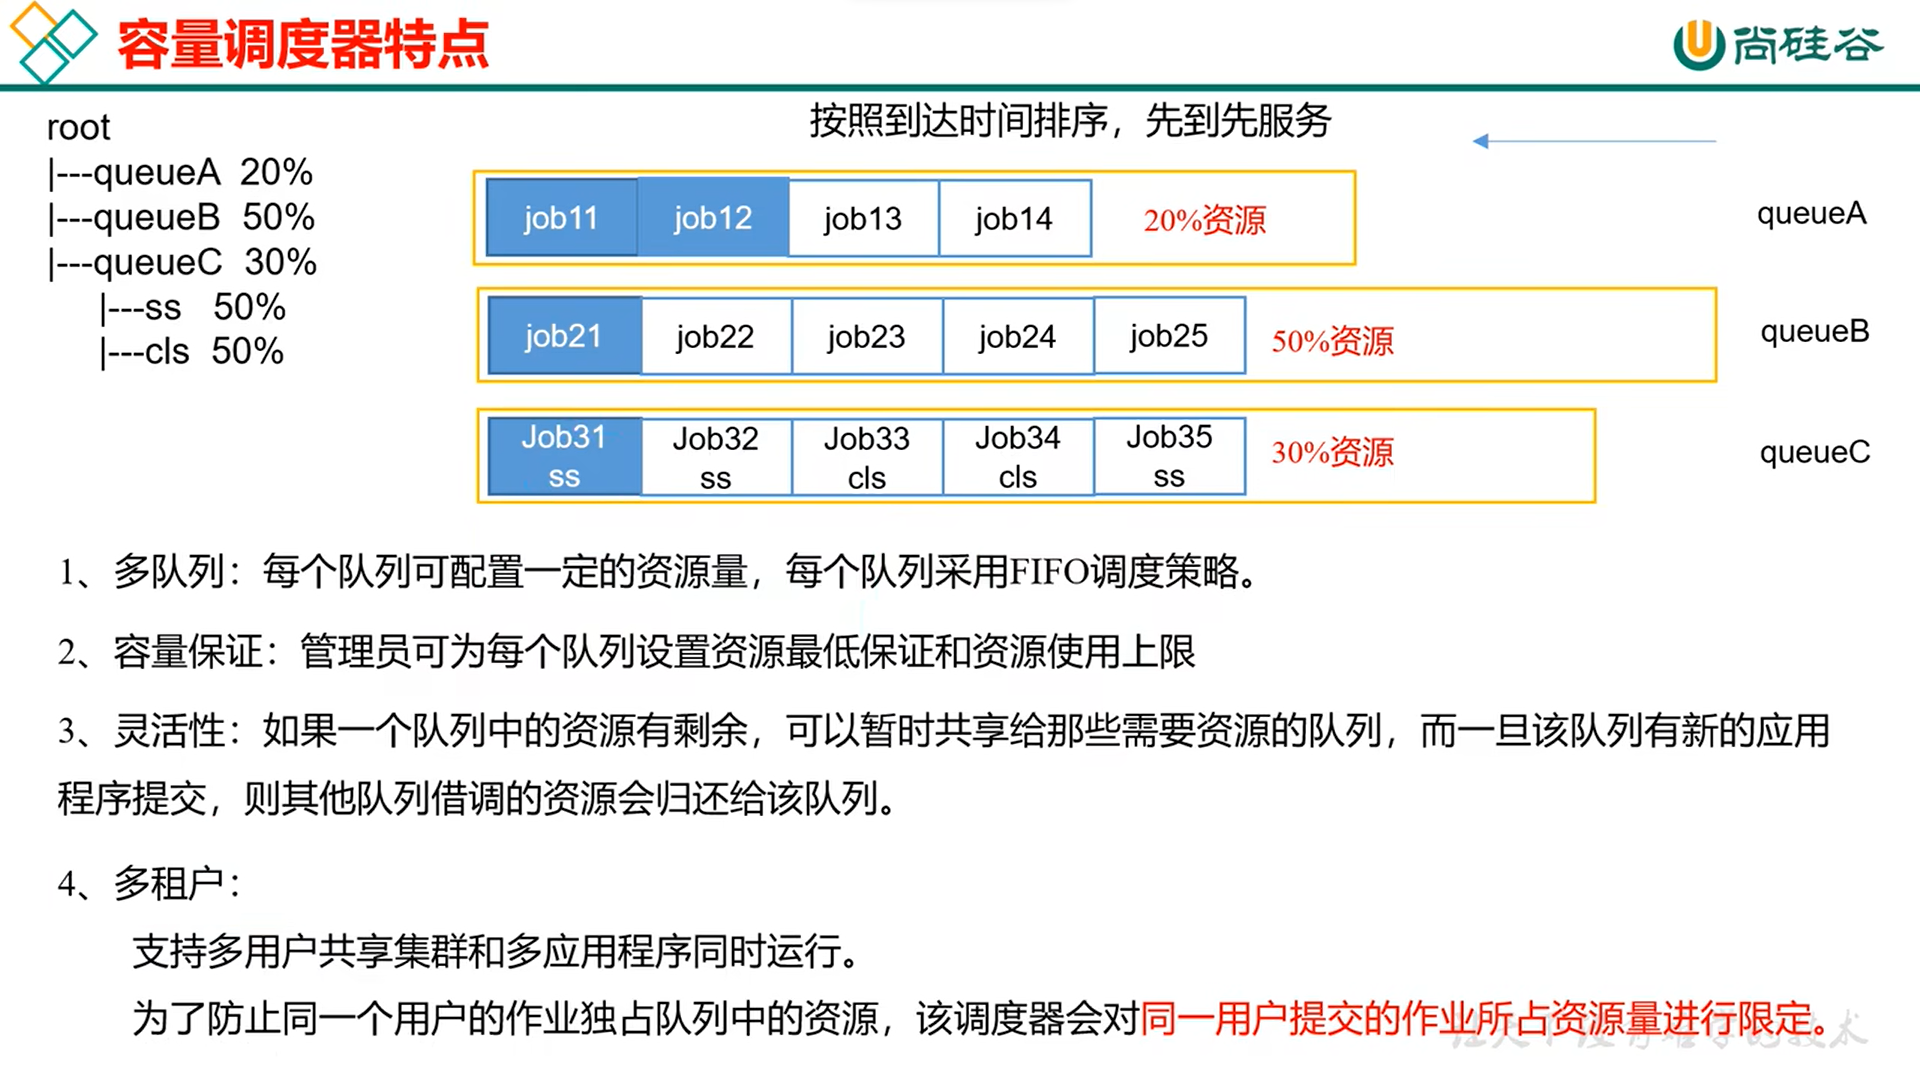 容量调度器特点
尚硅谷
root
|---queueA 20%
|---queueB 50%
|---queueC 30%
|---ss 50%
|---cls 50%
按照到达时间排序，先到先服务
job11 job12 job13 job14 20%资源 queueA
job21 job22 job23 job24 job25 50%资源 queueB
Job31 Job32 Job33 Job34 Job35 30%资源 queueC
ss ss cls cls ss
1、多队列：每个队列可配置一定的资源量，每个队列采用FIFO调度策略。
2、容量保证：管理员可为每个队列设置资源最低保证和资源使用上限
3、灵活性：如果一个队列中的资源有剩余，可以暂时共享给那些需要资源的队列，而一旦该队列有新的应用
程序提交，则其他队列借调的资源会归还给该队列。
4、多租户：
支持多用户共享集群和多应用程序同时运行。
为了防止同一个用户的作业独占队列中的资源，该调度器会对同一用户提交的作业所占资源量进行限定。
让天下没有难学的技术